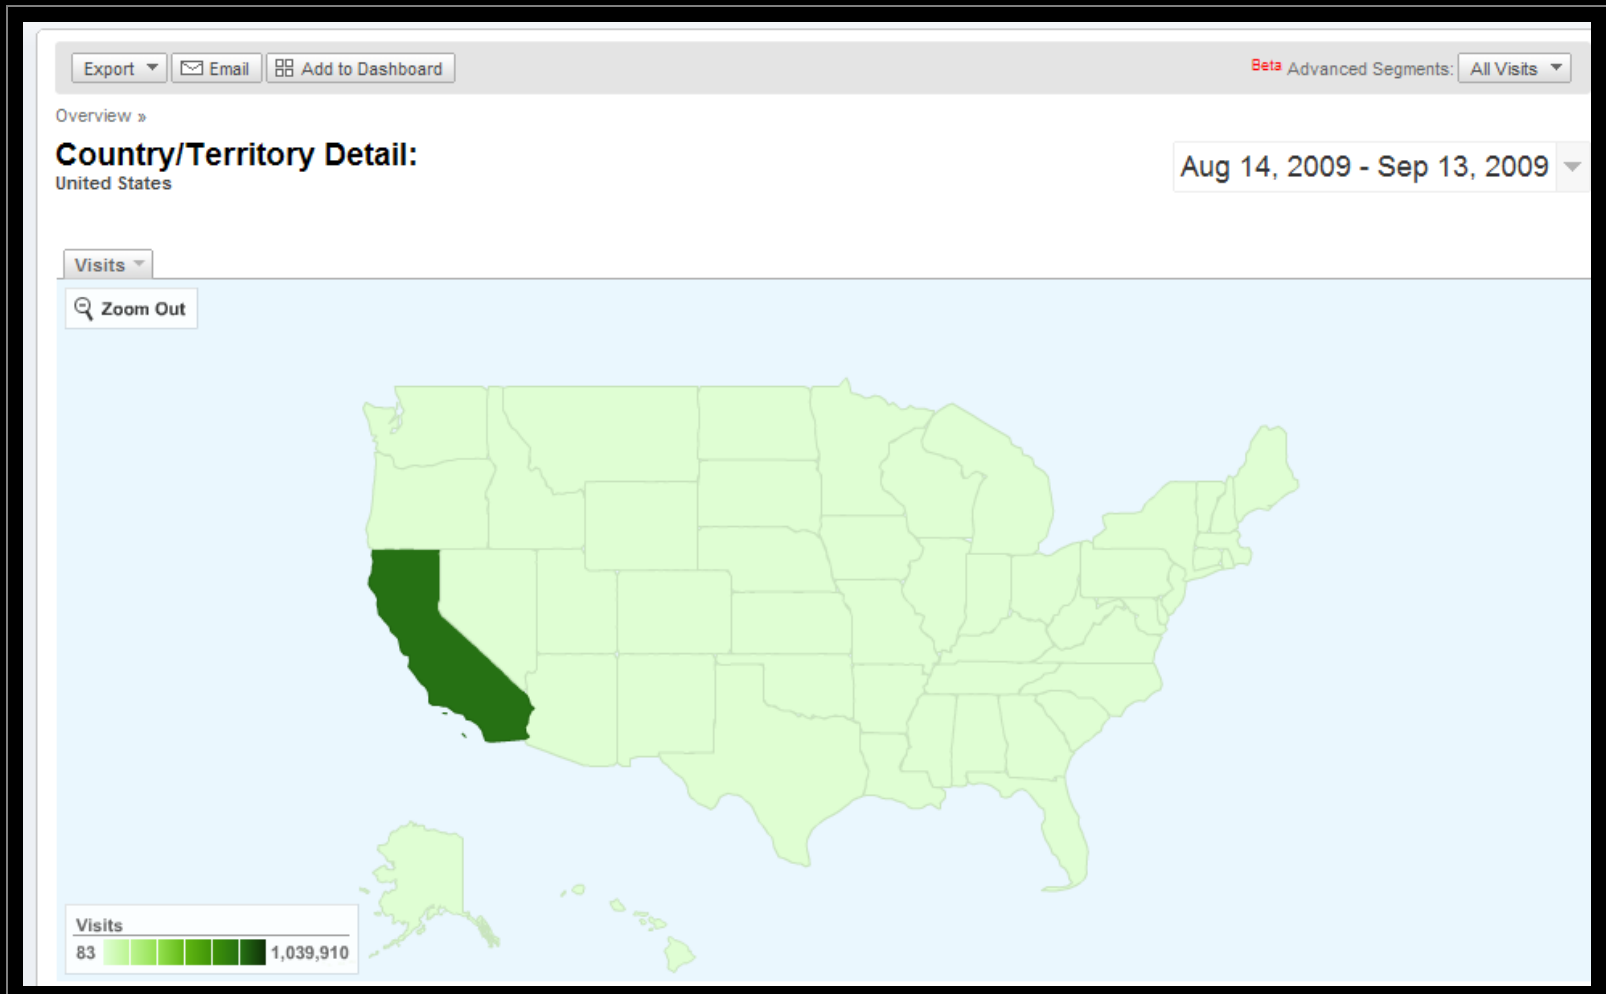 Export Email Add to Dashboard Beta Advanced Segments: All Visits
Overview »
Country/Territory Detail:
United States
Aug 14, 2009 - Sep 13, 2009
Visits
Zoom Out
Visits
83 1,039,910